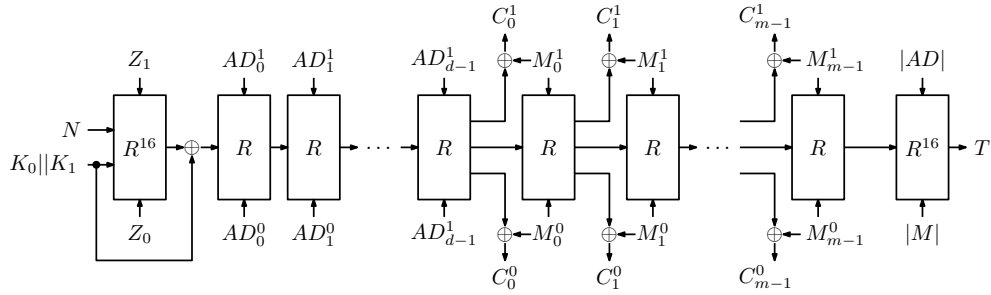 C_0^1 C_1^1 C_{m-1}^1
Z_1 AD_0^1 AD_1^1 AD_{d-1}^1 M_0^1 M_1^1 M_{m-1}^1 |AD|
N
K_0||K_1 R^{16} R R ··· R R R ··· R R^{16} T
Z_0 AD_0^0 AD_1^0 AD_{d-1}^1 M_0^0 M_1^0 M_{m-1}^0 |M|
C_0^0 C_1^0 C_{m-1}^0